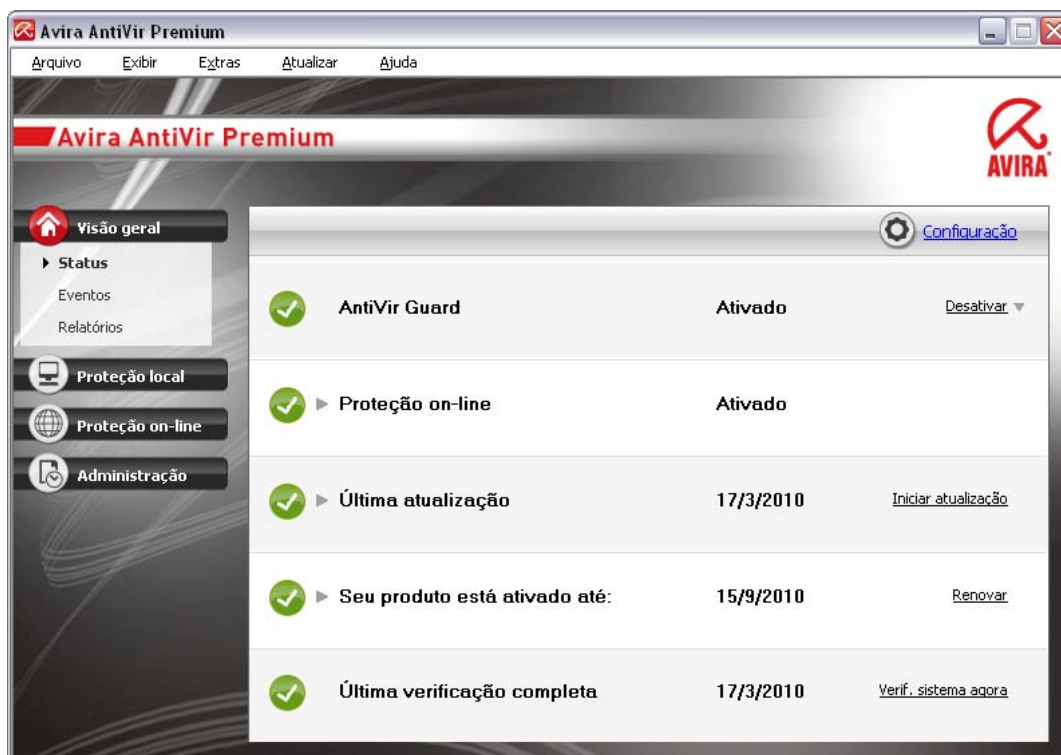 Avira AntiVir Premium
Arquivo Exibir Extras Atualizar Ajuda
Avira AntiVir Premium
AVIRA
Visão geral
Status
Eventos
Relatórios
Proteção local
Proteção on-line
Administração
Configuração
AntiVir Guard Ativado Desativar
Proteção on-line Ativado
Última atualização 17/3/2010 Iniciar atualização
Seu produto está ativado até: 15/9/2010 Renovar
Última verificação completa 17/3/2010 Verif. sistema agora